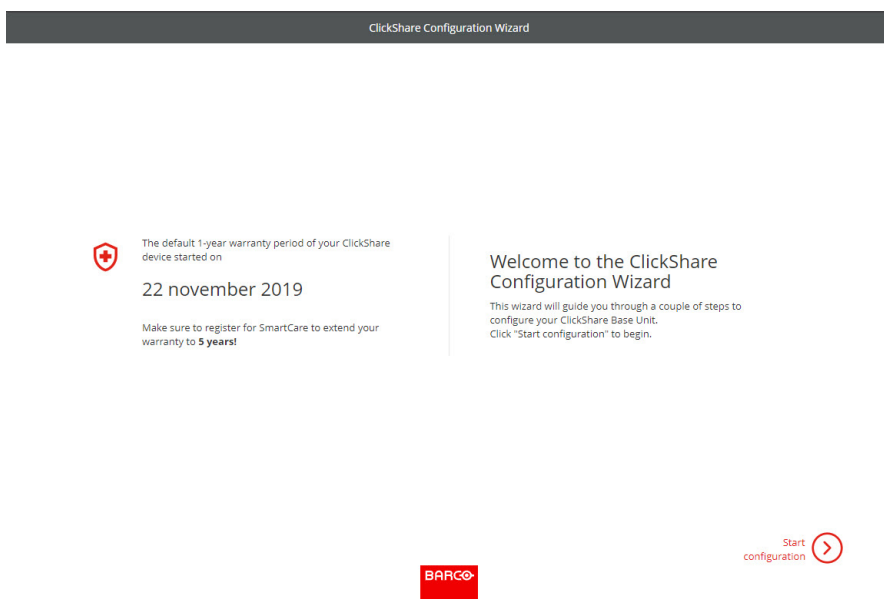 ClickShare Configuration Wizard
The default 1-year warranty period of your ClickShare
device started on
22 november 2019
Make sure to register for SmartCare to extend your
warranty to 5 years!
Welcome to the ClickShare
Configuration Wizard
This wizard will guide you through a couple of steps to
configure your ClickShare Base Unit.
Click "Start configuration" to begin.
Start
configuration
BARCO